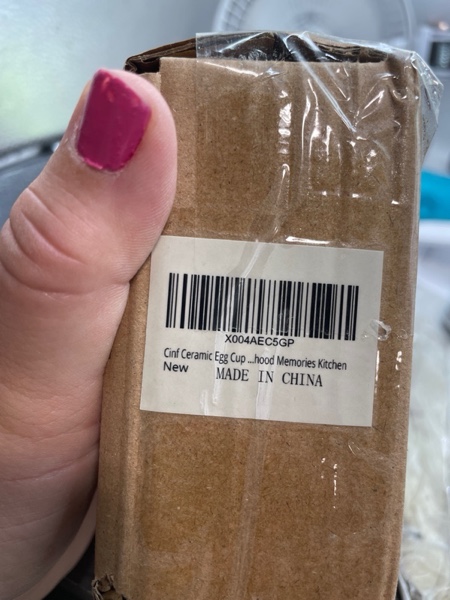 X004AEC5GP
Cinf Ceramic Egg Cup ...hood Memories Kitchen
New
MADE IN CHINA